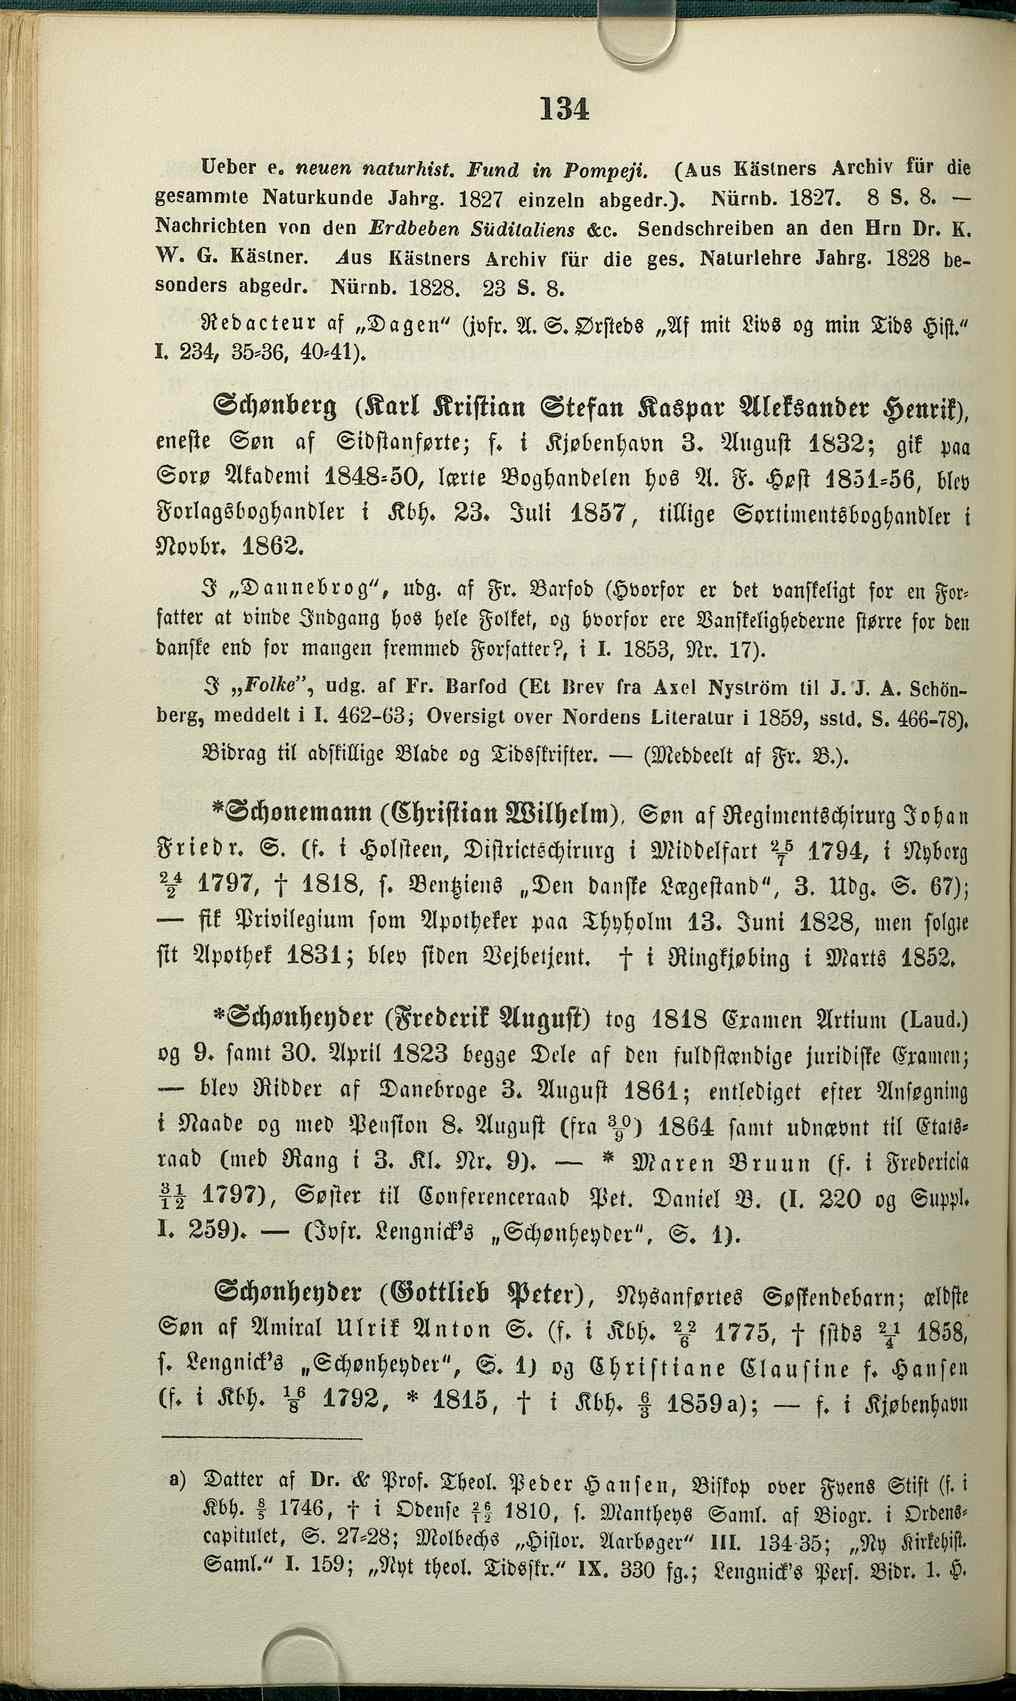 134
Ueber e. neuen naturhist. Fund in Pompeji. (Aus Kästners Archiv für die
gesammte Naturkunde Jahrg. 1827 einzeln abgedr.). Nürnb. 1827. 8 S. 8. —
Nachrichten von den Erdbeben Süditaliens &c. Sendschreiben an den Hrn Dr. K.
W. G. Kästner. Aus Kästners Archiv für die ges. Naturlehre Jahrg. 1828 be-
sonders abgedr. Nürnb. 1828. 23 S. 8.
Redacteur af „Dagen“ (jvfr. A. S. Ørsteds „Af mit Livs og min Tids Hist.“
I. 234, 35-36, 40-41).
Schønberg (Karl Kristian Stefan Kaspar Aleksander Henrik),
eneste Søn af Sidstanførte; f. i Kjøbenhavn 3. August 1832; gik paa
Sorø Akademi 1848-50, lærte Boghandelen hos A. F. Høst 1851-56, blev
Forlagsboghandler i Kbh. 23. Juli 1857, tillige Sortimentsboghandler i
Novbr. 1862.
I „Dannebrog“, udg. af Fr. Barfod (Hvorfor er det vanskeligt for en For-
fatter at vinde Indgang hos hele Folket, og hvorfor ere Vanskelighederne større for den
danske end for mangen fremmed Forfatter?, i I. 1853, Nr. 17).
I „Folke”, udg. af Fr. Barfod (Et Brev fra Axel Nyström til J. J. A. Schön-
berg, meddelt i I. 462-63; Oversigt over Nordens Literatur i 1859, sstd. S. 466-78).
Bidrag til adskillige Blade og Tidsskrifter. — (Meddeelt af Fr. B.).
*Schønemann (Christian Wilhelm), Søn af Regimentschirurg Johan
Friedr. S. (f. i Holsteen, Districtschirurg i Middelfart 25/7 1794, i Nyborg
24/2 1797, † 1818, s. Bentziens „Den danske Lægestand“, 3. Udg. S. 67);
— fik Privilegium som Apotheker paa Thyholm 13. Juni 1828, men solgte
sit Apothek 1831; blev siden Vejbetjent. † i Ringkjøbing i Marts 1852.
*Schønheyder (Frederik August) tog 1818 Examen Artium (Laud.)
og 9. samt 30. April 1823 begge Dele af den fuldstændige juridiske Examen;
— blev Ridder af Danebroge 3. August 1861; entlediget efter Ansøgning
i Naade og med Pension 8. August (fra 30/9) 1864 samt udnævnt til Etats-
raad (med Rang i 3. Kl. Nr. 9). — * Maren Bruun (f. i Fredericia
31/12 1797), Søster til Conferenceraad Pet. Daniel B. (I. 220 og Suppl.
I. 259). — (Jvfr. Lengnick's „Schønheyder“, S. 1).
Schønheyder (Gottlieb Peter), Nysanførtes Søskendebarn; ældste
Søn af Amiral Ulrik Anton S. (f. i Kbh. 22/6 1775, † sstds 21/4 1858,
s. Lengnick's „Schønheyder“, S. 1) og Christiane Clausine f. Hansen
(f. i Kbh. 16/8 1792, * 1815, † i Kbh. 6/3 1859 a); — f. i Kjøbenhavn
a) Datter af Dr. & Prof. Theol. Peder Hansen, Biskop over Fyens Stift (f. i
Kbh. 8/5 1746, † i Odense 26/12 1810, s. Mantheys Saml. af Biogr. i Ordens-
capitulet, S. 27-28; Molbechs „Histor. Aarbøger“ III. 134-35; „Ny Kirkehist.
Saml.“ I. 159; „Nyt theol. Tidsskr.“ IX. 330 fg.; Lengnick's Pers. Bidr. 1. H.